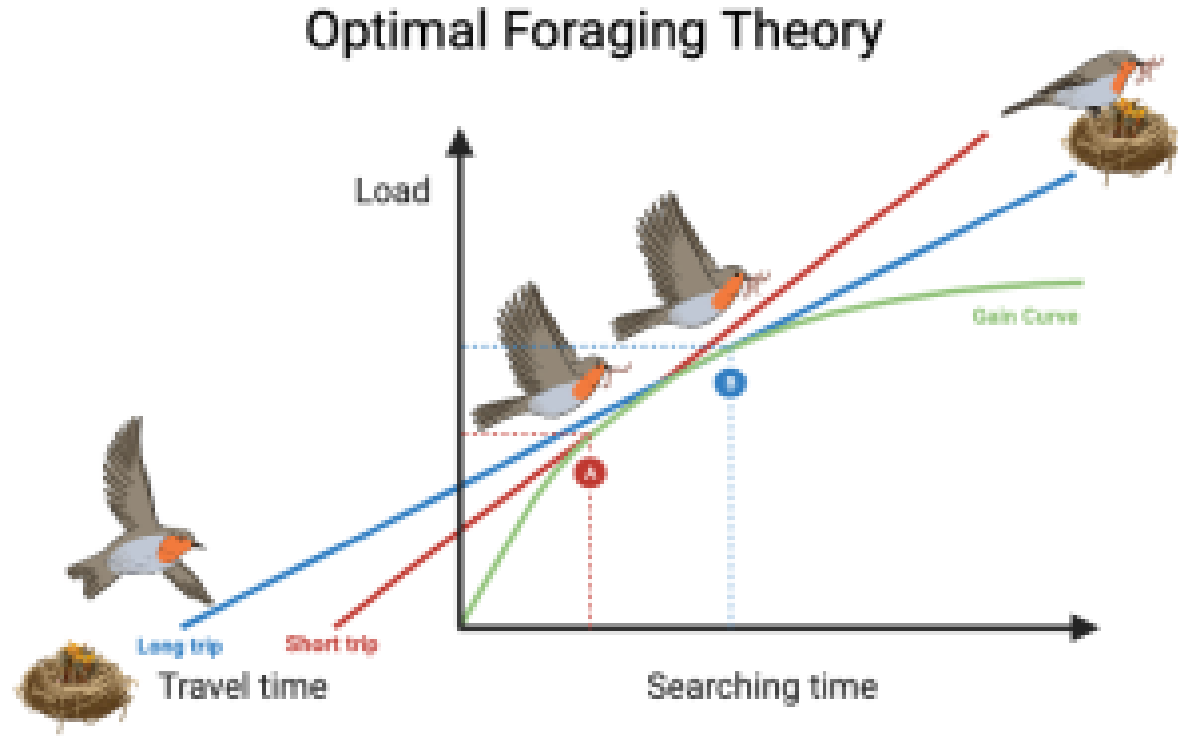 Optimal Foraging Theory
Load
Gain Curve
B
A
Long trip
Short trip
Travel time
Searching time